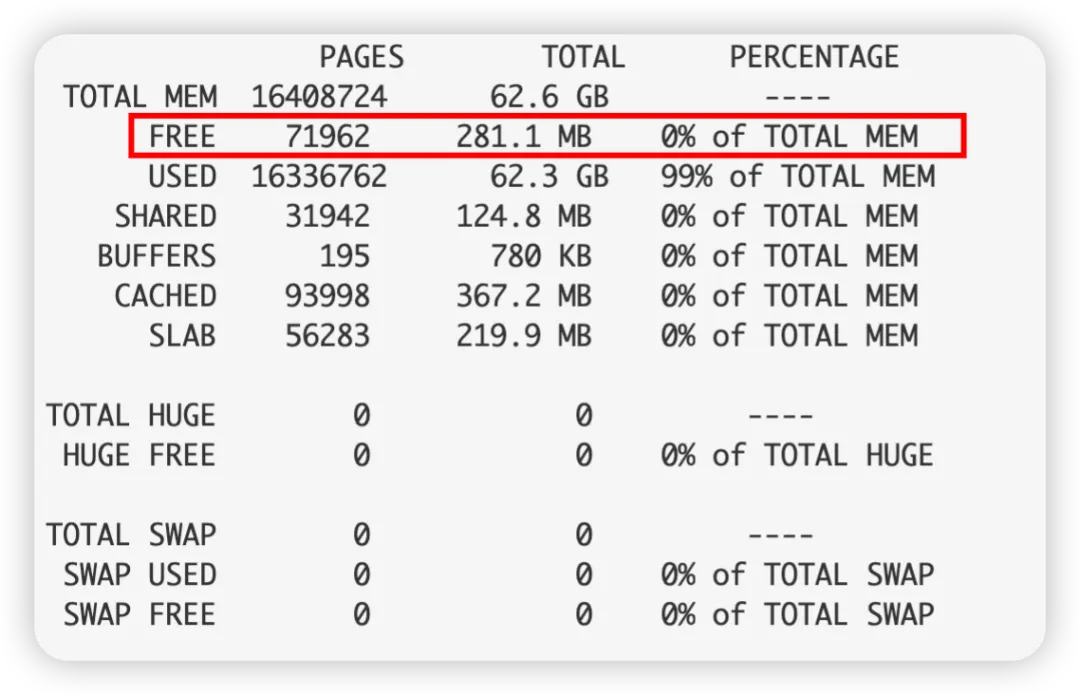 PAGES TOTAL PERCENTAGE
TOTAL MEM 16408724 62.6 GB ----
FREE 71962 281.1 MB 0% of TOTAL MEM
USED 16336762 62.3 GB 99% of TOTAL MEM
SHARED 31942 124.8 MB 0% of TOTAL MEM
BUFFERS 195 780 KB 0% of TOTAL MEM
CACHED 93998 367.2 MB 0% of TOTAL MEM
SLAB 56283 219.9 MB 0% of TOTAL MEM
TOTAL HUGE 0 0 ----
HUGE FREE 0 0 0% of TOTAL HUGE
TOTAL SWAP 0 0 ----
SWAP USED 0 0 0% of TOTAL SWAP
SWAP FREE 0 0 0% of TOTAL SWAP